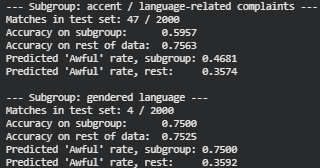 --- Subgroup: accent / language-related complaints ---
Matches in test set: 47 / 2000
Accuracy on subgroup:     0.5957
Accuracy on rest of data: 0.7563
Predicted 'Awful' rate, subgroup: 0.4681
Predicted 'Awful' rate, rest:     0.3574

--- Subgroup: gendered language ---
Matches in test set: 4 / 2000
Accuracy on subgroup:     0.7500
Accuracy on rest of data: 0.7525
Predicted 'Awful' rate, subgroup: 0.7500
Predicted 'Awful' rate, rest:     0.3592